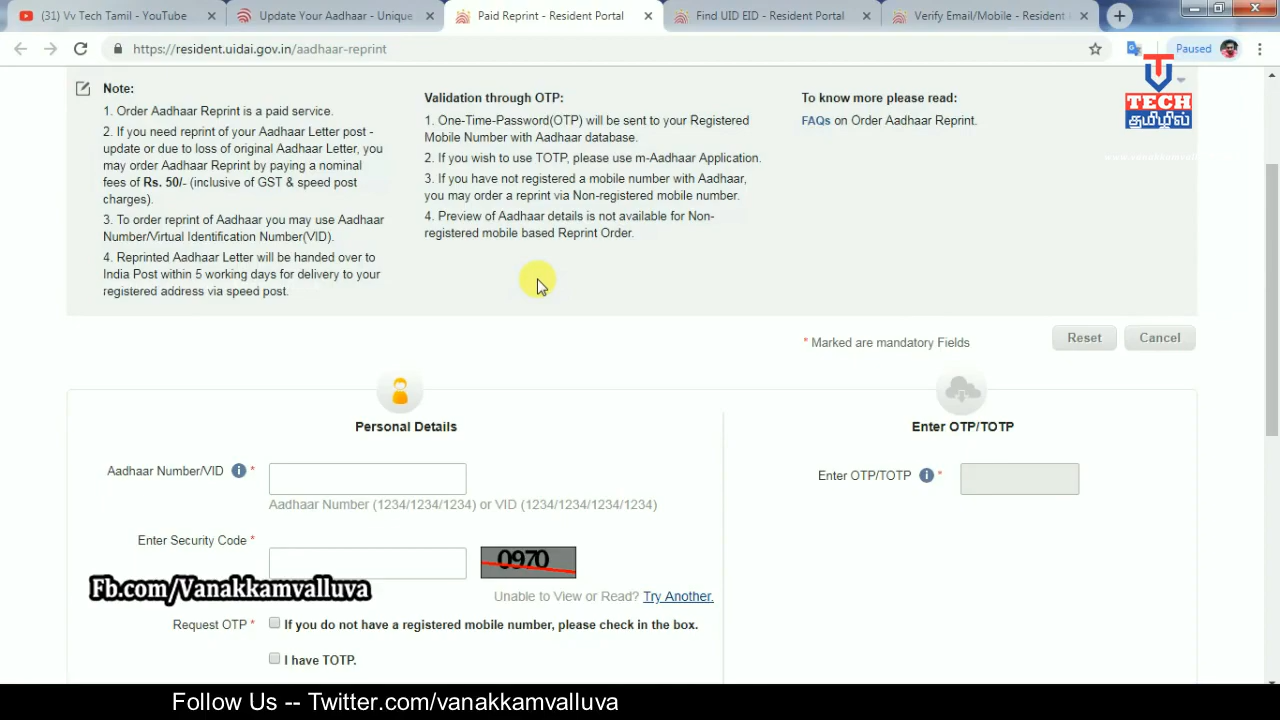 (31) Vv Tech Tamil - YouTube
Update Your Aadhaar - Unique
Paid Reprint - Resident Portal
Find UID EID - Resident Portal
Verify Email/Mobile - Resident
https://resident.uidai.gov.in/aadhaar-reprint
Paused
TECH
தமிழில்
Note:
1. Order Aadhaar Reprint is a paid service.
2. If you need reprint of your Aadhaar Letter post -
update or due to loss of original Aadhaar Letter, you
may order Aadhaar Reprint by paying a nominal
fees of Rs. 50/- (inclusive of GST & speed post
charges).
3. To order reprint of Aadhaar you may use Aadhaar
Number/Virtual Identification Number(VID).
4. Reprinted Aadhaar Letter will be handed over to
India Post within 5 working days for delivery to your
registered address via speed post.
Validation through OTP:
1. One-Time-Password(OTP) will be sent to your Registered
Mobile Number with Aadhaar database.
2. If you wish to use TOTP, please use m-Aadhaar Application.
3. If you have not registered a mobile number with Aadhaar,
you may order a reprint via Non-registered mobile number.
4. Preview of Aadhaar details is not available for Non-
registered mobile based Reprint Order.
To know more please read:
FAQs on Order Aadhaar Reprint.
* Marked are mandatory Fields
Reset
Cancel
Personal Details
Aadhaar Number/VID *
Aadhaar Number (1234/1234/1234) or VID (1234/1234/1234/1234)
Enter Security Code *
0970
Unable to View or Read? Try Another.
Request OTP * If you do not have a registered mobile number, please check in the box.
I have TOTP.
Enter OTP/TOTP
Enter OTP/TOTP *
Fb.com/Vanakkamvalluva
Follow Us -- Twitter.com/vanakkamvalluva